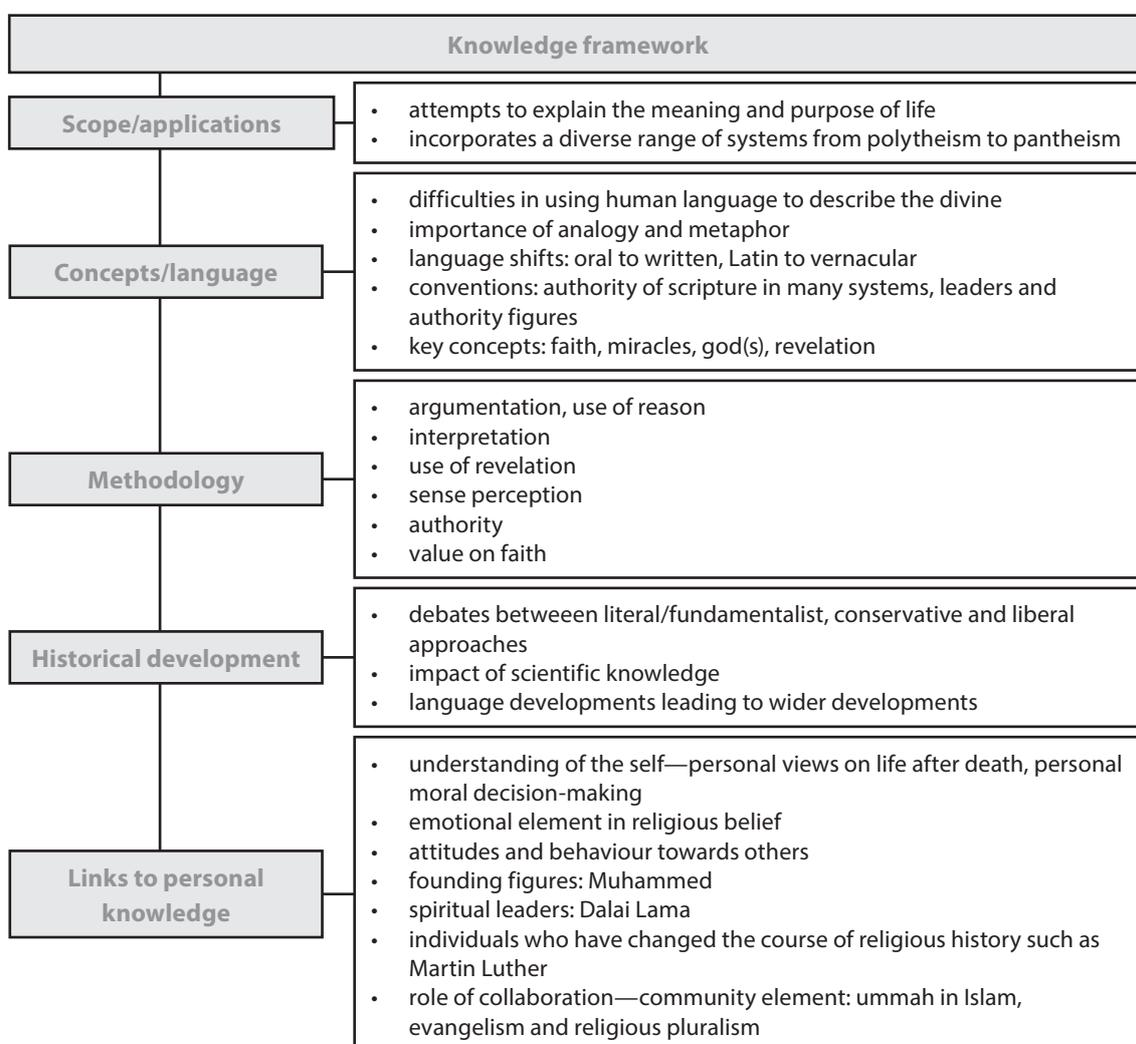 Knowledge framework
Scope/applications
• attempts to explain the meaning and purpose of life
• incorporates a diverse range of systems from polytheism to pantheism
Concepts/language
• difficulties in using human language to describe the divine
• importance of analogy and metaphor
• language shifts: oral to written, Latin to vernacular
• conventions: authority of scripture in many systems, leaders and
authority figures
• key concepts: faith, miracles, god(s), revelation
Methodology
• argumentation, use of reason
• interpretation
• use of revelation
• sense perception
• authority
• value on faith
Historical development
• debates betweeen literal/fundamentalist, conservative and liberal
approaches
• impact of scientific knowledge
• language developments leading to wider developments
Links to personal
knowledge
• understanding of the self—personal views on life after death, personal
moral decision-making
• emotional element in religious belief
• attitudes and behaviour towards others
• founding figures: Muhammed
• spiritual leaders: Dalai Lama
• individuals who have changed the course of religious history such as
Martin Luther
• role of collaboration—community element: ummah in Islam,
evangelism and religious pluralism